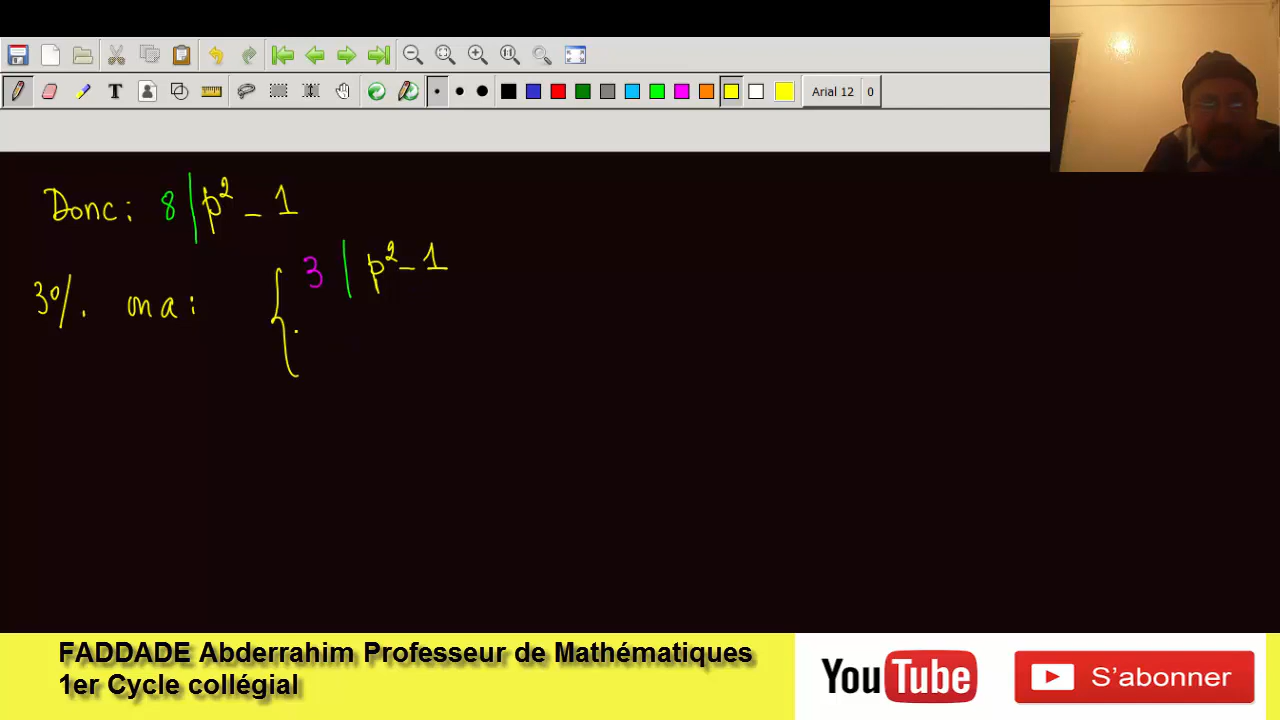 Arial 12 0
Donc: 8 | p² - 1
3°/. on a: { 3 | p² - 1
FADDADE Abderrahim Professeur de Mathématiques
1er Cycle collégial
YouTube
S'abonner